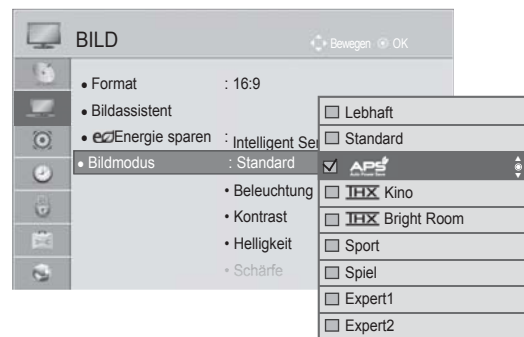 BILD
Bewegen OK
• Format : 16:9
• Bildassistent
• Energie sparen : Intelligent
• Bildmodus : Standard
• Beleuchtung
• Kontrast
• Helligkeit
• Schärfe
Lebhaft
Standard
APS
THX Kino
THX Bright Room
Sport
Spiel
Expert1
Expert2